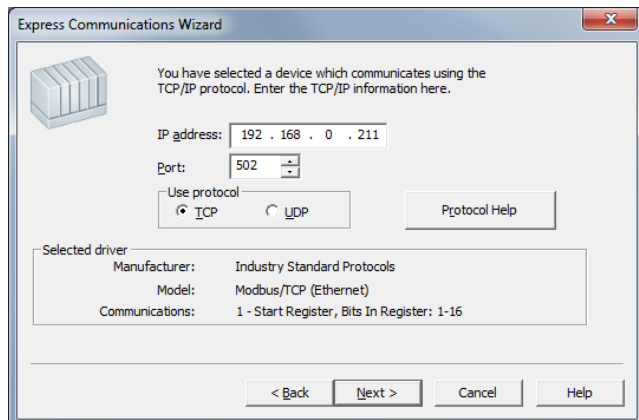 Express Communications Wizard
You have selected a device which communicates using the
TCP/IP protocol. Enter the TCP/IP information here.
IP address: 192 . 168 . 0 . 211
Port: 502
Use protocol
TCP UDP
Protocol Help
Selected driver
Manufacturer: Industry Standard Protocols
Model: Modbus/TCP (Ethernet)
Communications: 1 - Start Register, Bits In Register: 1-16
< Back Next > Cancel Help